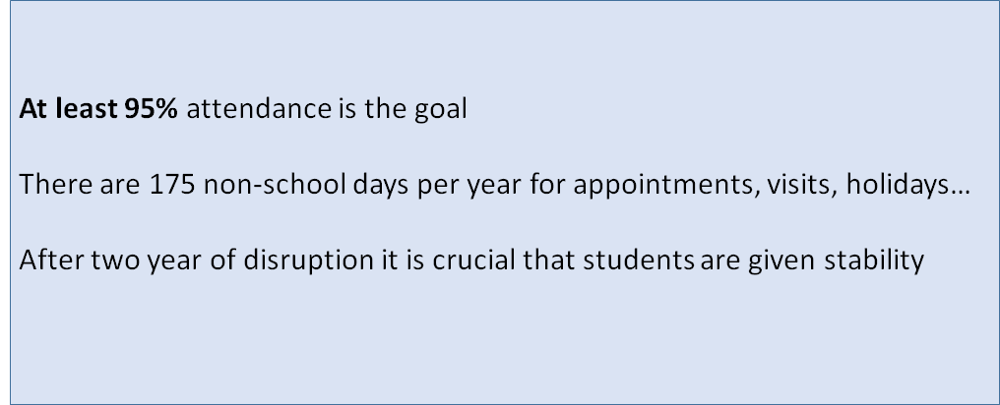 At least 95% attendance is the goal
There are 175 non-school days per year for appointments, visits, holidays...
After two year of disruption it is crucial that students are given stability